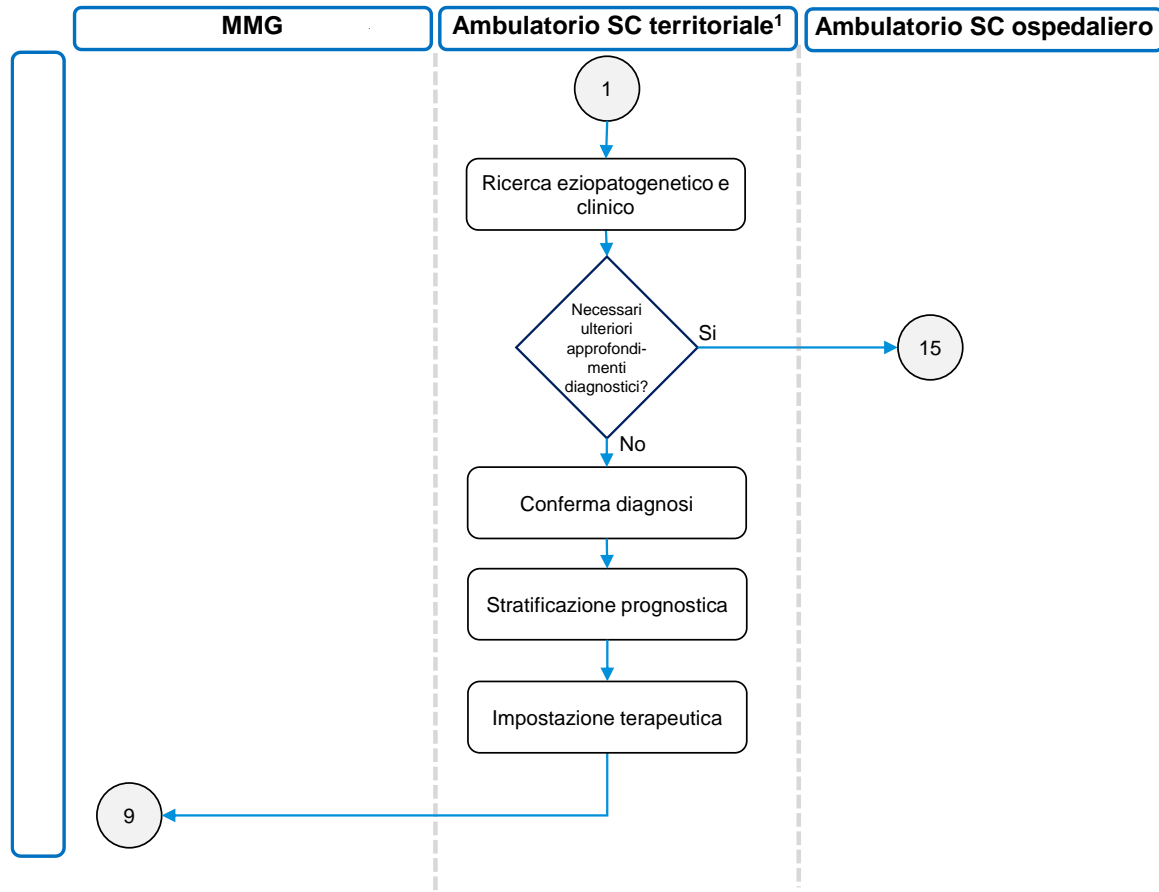 MMG
Ambulatorio SC territoriale¹
Ambulatorio SC ospedaliero
1
Ricerca eziopatogenetico e
clinico
Necessari
ulteriori
approfondi-
menti
diagnostici?
Si
15
No
Conferma diagnosi
Stratificazione prognostica
Impostazione terapeutica
9